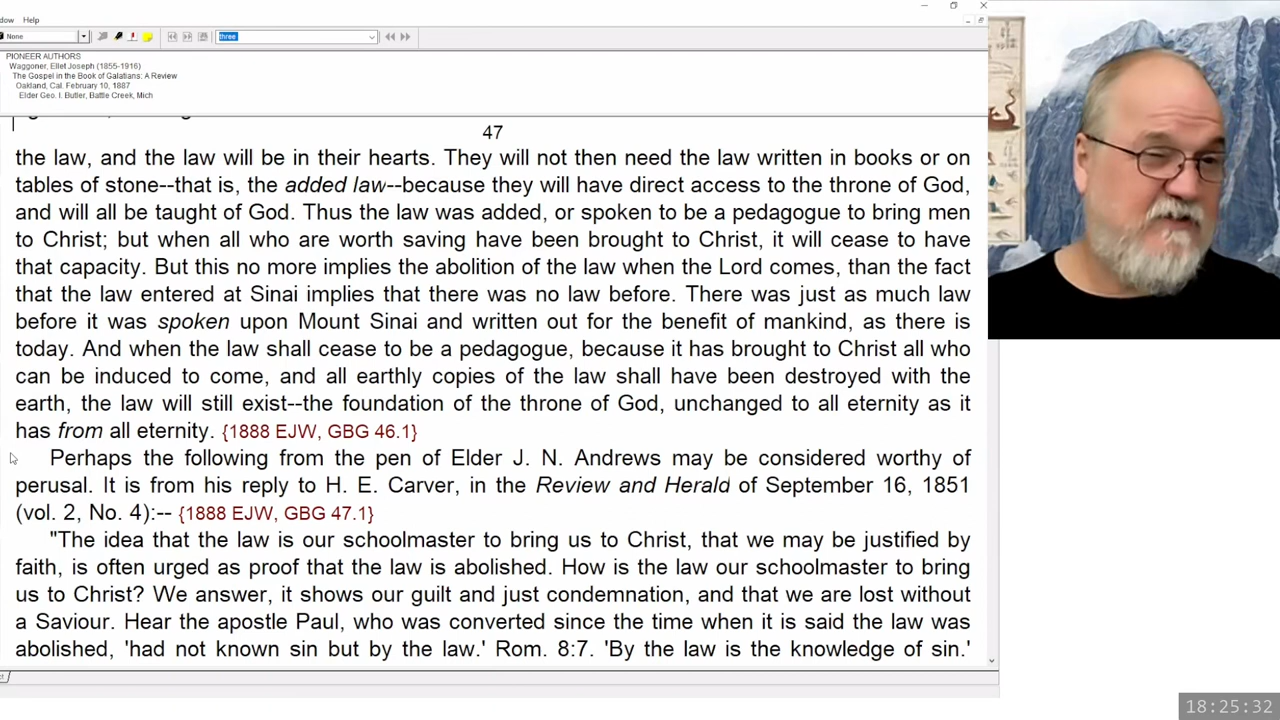 dow Help
None three
PIONEER AUTHORS
Waggoner, Ellet Joseph (1855-1916)
The Gospel in the Book of Galatians: A Review
Oakland, Cal. February 10, 1887
Elder Geo. I. Butler, Battle Creek, Mich
47
the law, and the law will be in their hearts. They will not then need the law written in books or on
tables of stone--that is, the added law--because they will have direct access to the throne of God,
and will all be taught of God. Thus the law was added, or spoken to be a pedagogue to bring men
to Christ; but when all who are worth saving have been brought to Christ, it will cease to have
that capacity. But this no more implies the abolition of the law when the Lord comes, than the fact
that the law entered at Sinai implies that there was no law before. There was just as much law
before it was spoken upon Mount Sinai and written out for the benefit of mankind, as there is
today. And when the law shall cease to be a pedagogue, because it has brought to Christ all who
can be induced to come, and all earthly copies of the law shall have been destroyed with the
earth, the law will still exist--the foundation of the throne of God, unchanged to all eternity as it
has from all eternity. {1888 EJW, GBG 46.1}
Perhaps the following from the pen of Elder J. N. Andrews may be considered worthy of
perusal. It is from his reply to H. E. Carver, in the Review and Herald of September 16, 1851
(vol. 2, No. 4):-- {1888 EJW, GBG 47.1}
"The idea that the law is our schoolmaster to bring us to Christ, that we may be justified by
faith, is often urged as proof that the law is abolished. How is the law our schoolmaster to bring
us to Christ? We answer, it shows our guilt and just condemnation, and that we are lost without
a Saviour. Hear the apostle Paul, who was converted since the time when it is said the law was
abolished, 'had not known sin but by the law.' Rom. 8:7. 'By the law is the knowledge of sin.'
18:25:32